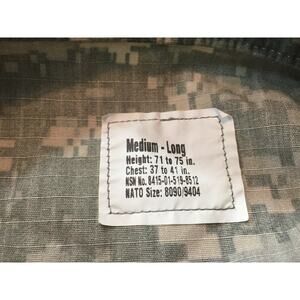 Medium - Long
Height: 71 to 75 in.
Chest: 37 to 41 in.
NSN No. 8415-01-519-8512
NATO Size: 8090/9404